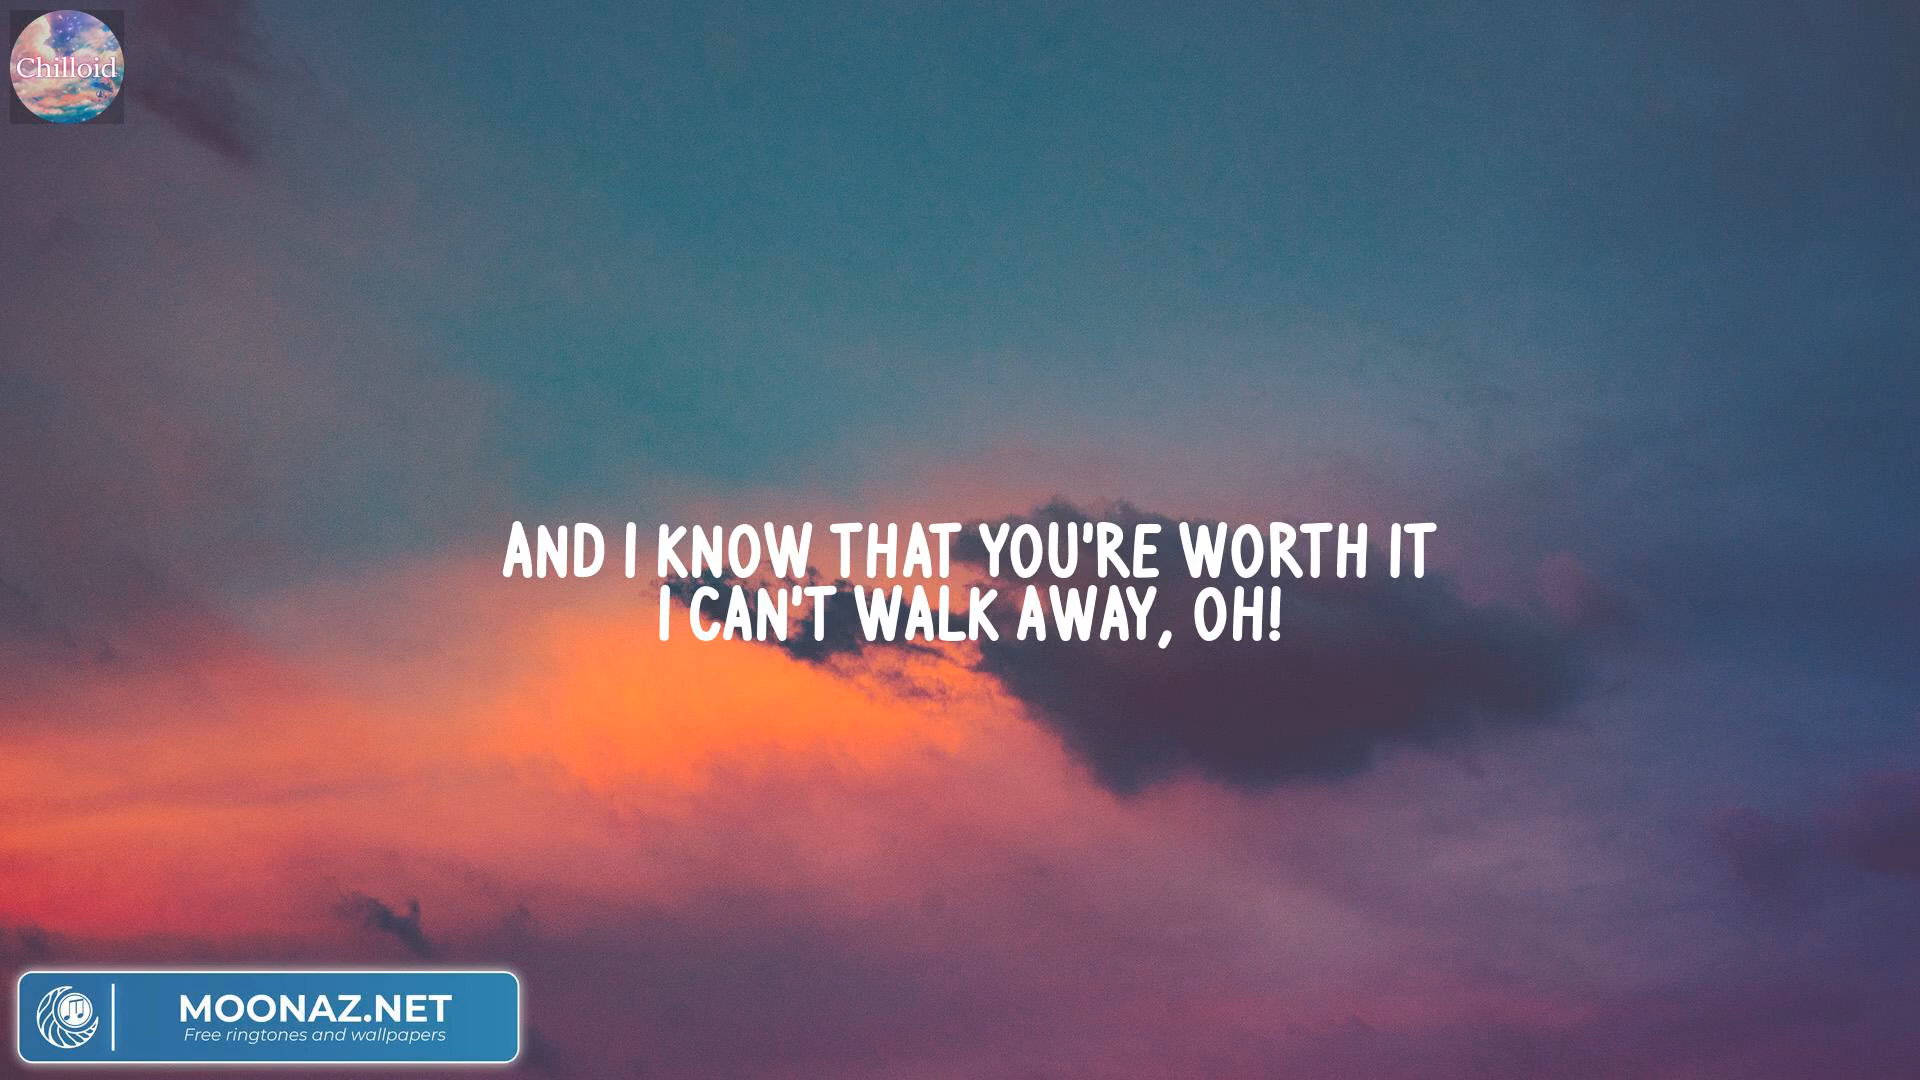 Chilloid
AND I KNOW THAT YOU'RE WORTH IT
I CAN'T WALK AWAY, OH!
MOONAZ.NET
Free ringtones and wallpapers